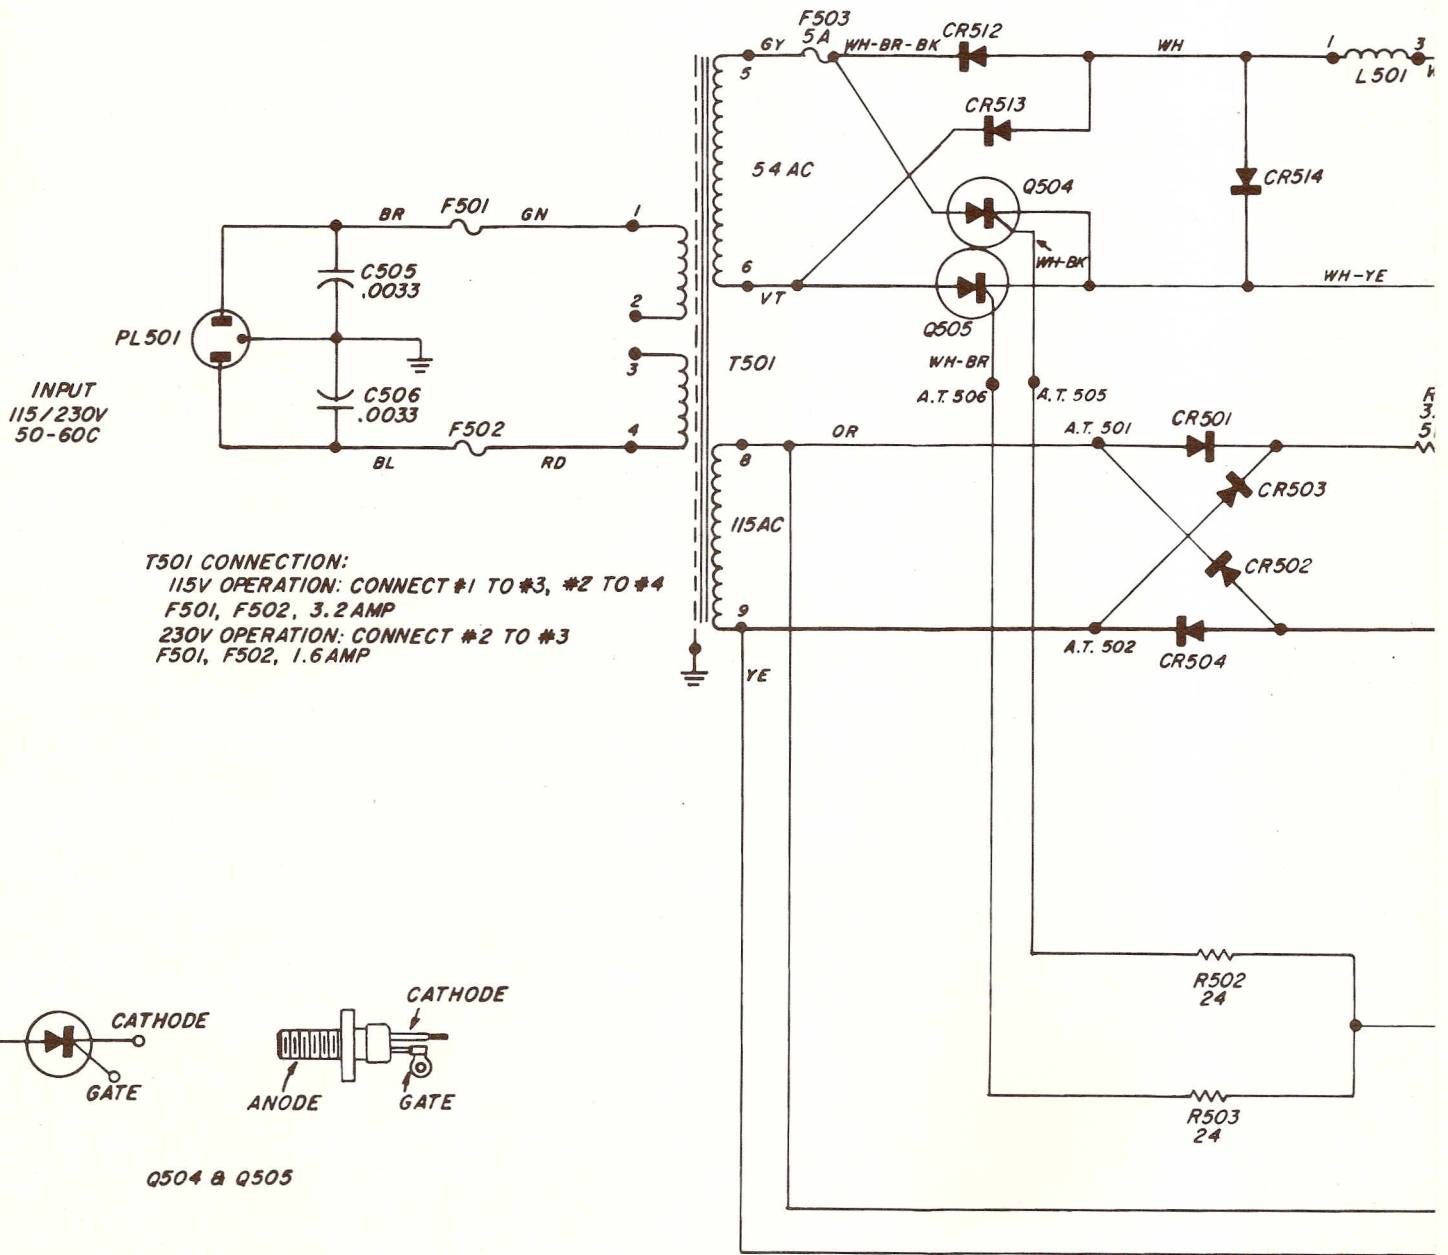 F503
5A
CR512
GY
WH-BR-BK
WH
1
3
L501
5
CR513
54 AC
Q504
CR514
F501
BR
GN
1
WH-BK
C505
.0033
6
VT
WH-YE
2
Q505
PL501
T501
WH-BR
3
A.T. 506
A.T. 505
INPUT
115/230V
50-60C
C506
.0033
F502
4
BL
RD
OR
A.T. 501
CR501
8
CR503
115AC
CR502
T501 CONNECTION:
115V OPERATION: CONNECT #1 TO #3, #2 TO #4
F501, F502, 3.2 AMP
230V OPERATION: CONNECT #2 TO #3
F501, F502, 1.6 AMP
9
A.T. 502
CR504
YE
R502
24
CATHODE
GATE
CATHODE
ANODE
GATE
R503
24
Q504 & Q505